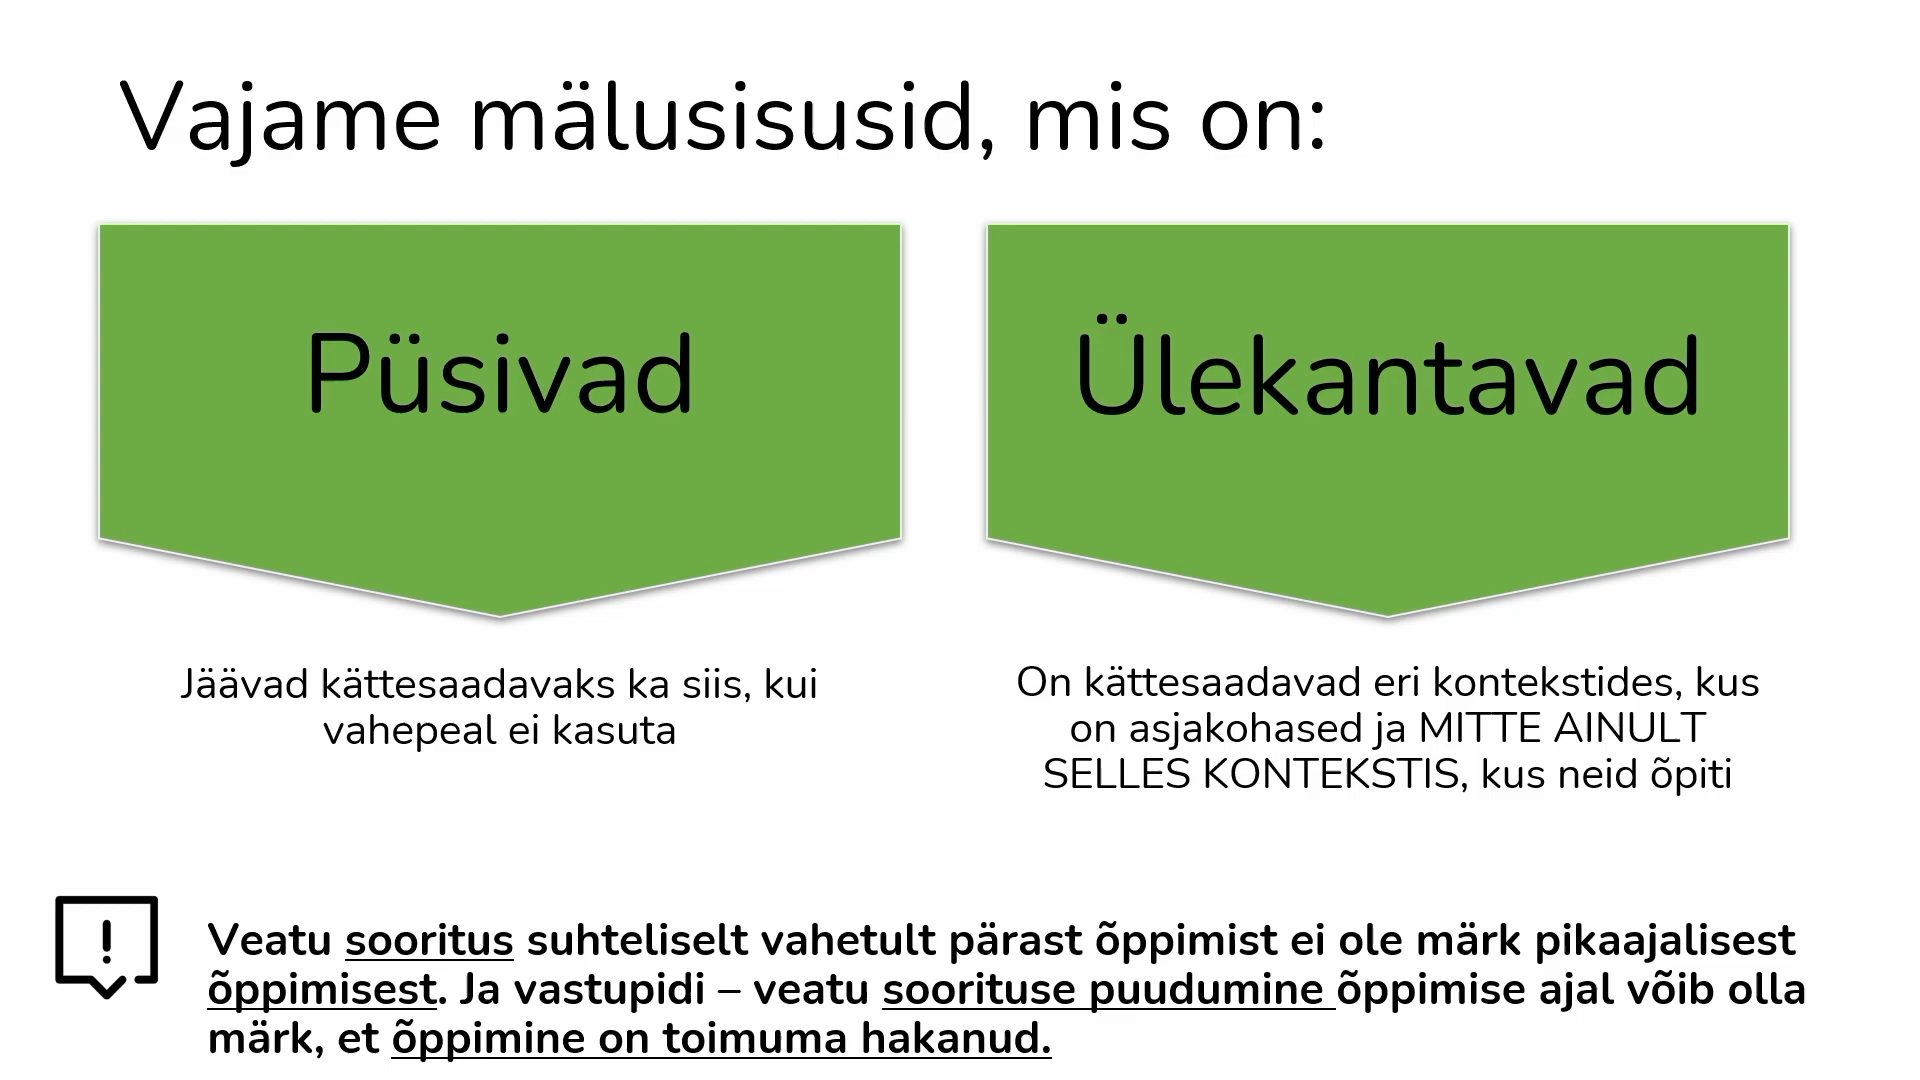 Vajame mälusisusid, mis on:
Püsivad
Jäävad kättesaadavaks ka siis, kui
vahepeal ei kasuta
Ülekantavad
On kättesaadavad eri kontekstides, kus
on asjakohased ja MITTE AINULT
SELLES KONTEKSTIS, kus neid õpiti
Veatu sooritus suhteliselt vahetult pärast õppimist ei ole märk pikaajalisest
õppimisest. Ja vastupidi – veatu soorituse puudumine õppimise ajal võib olla
märk, et õppimine on toimuma hakanud.